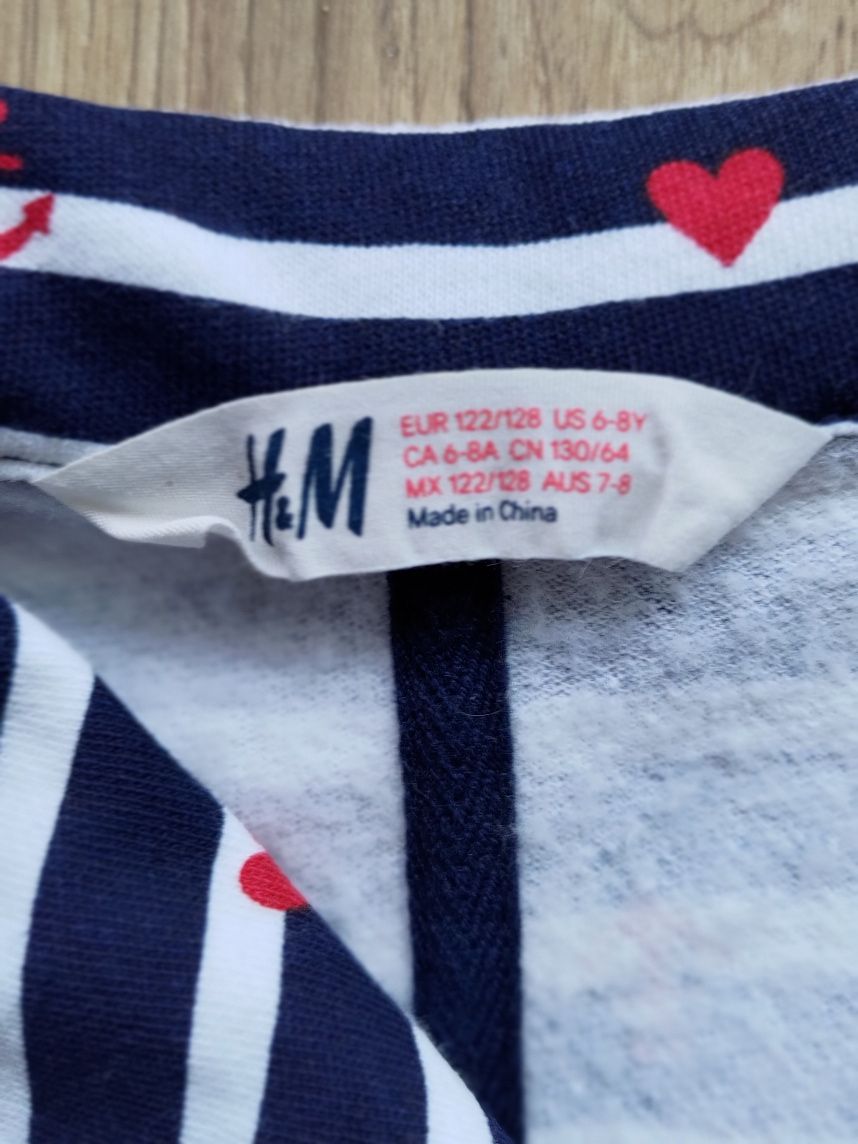 H&M
EUR 122/128 US 6-8Y
CA 6-8A CN 130/64
MX 122/128 AUS 7-8
Made in China